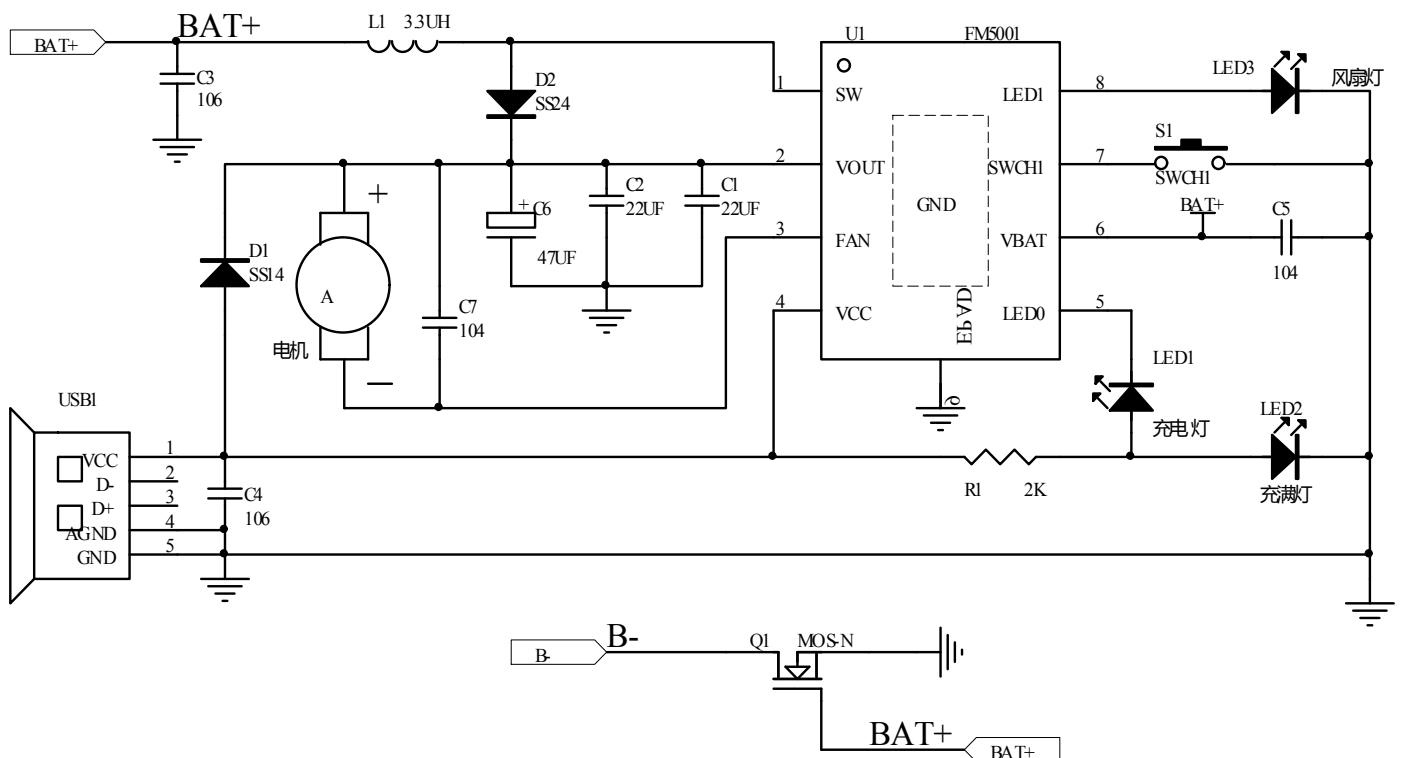 BAT+
BAT+
L1 3.3UH
C3
106
D2
SS24
U1 FM5001
1 SW
2 VOUT
3 FAN
4 VCC
LED1 8
SWCH1 7
VBAT 6
LED0 5
GND
EPAD
9
LED3
风扇灯
S1
SWCH1
BAT+
C5
104
+
C6
47UF
C2
22UF
C1
22UF
D1
SS14
+
A
电机
—
C7
104
LED1
充电灯
LED2
充满灯
R1 2K
USB1
VCC 1
D- 2
D+ 3
AGND 4
GND 5
C4
106
B-
B-
Q1 MOS-N
BAT+
BAT+